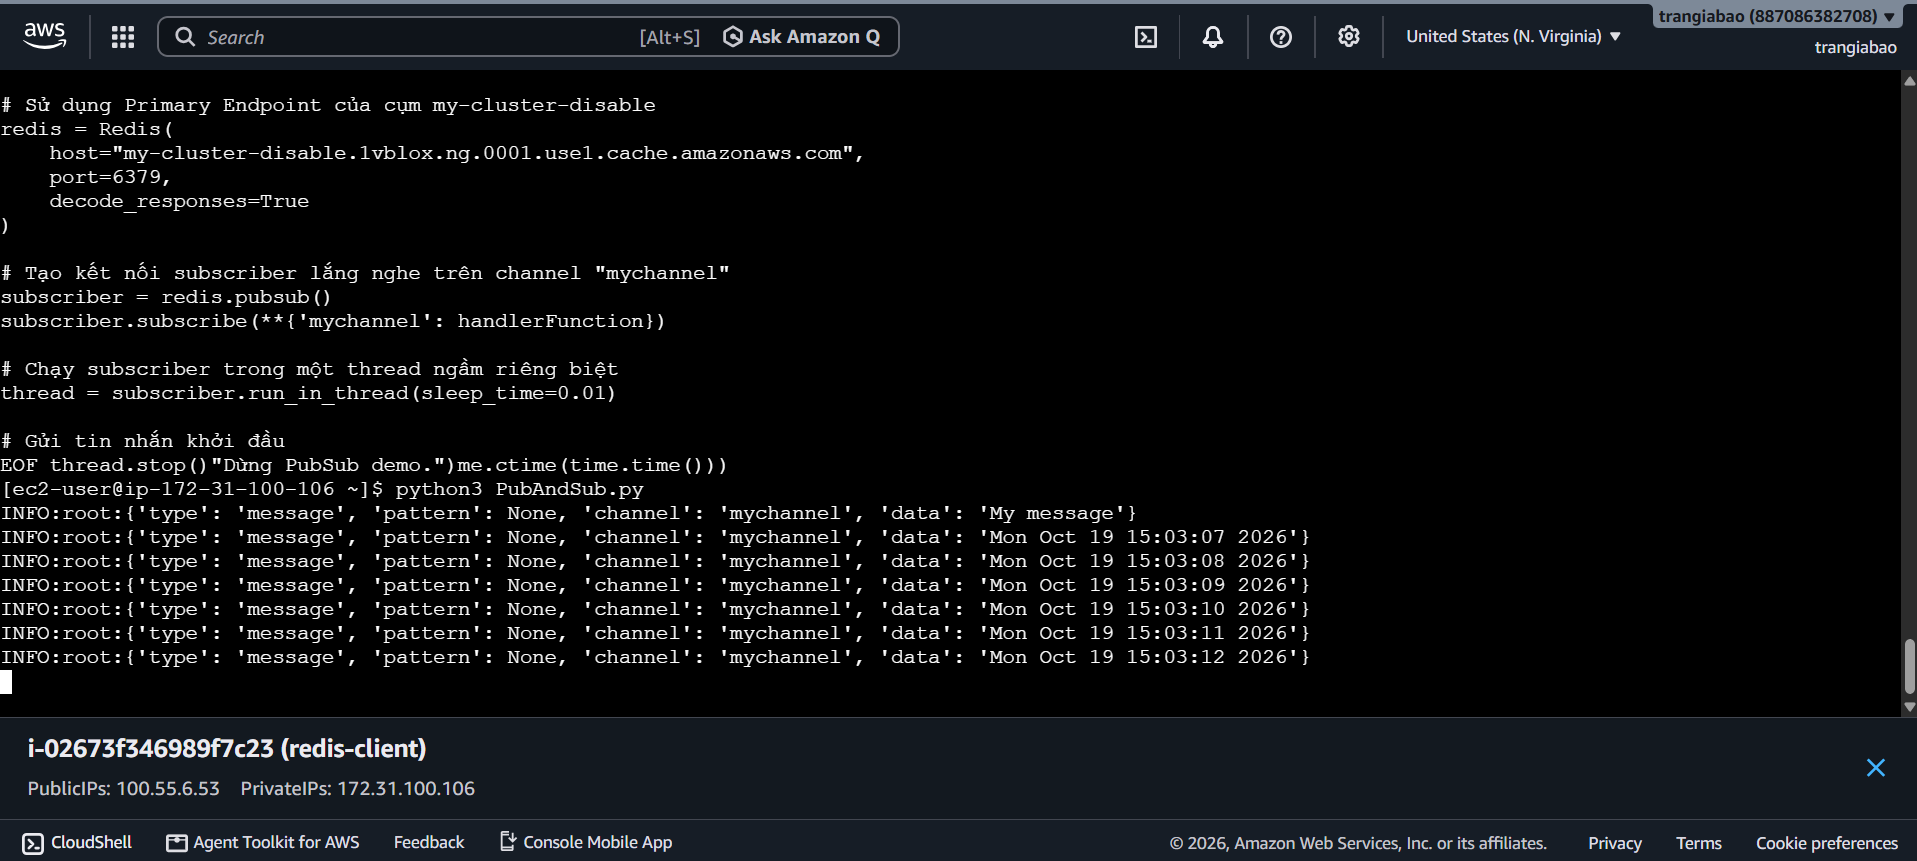 aws
Search [Alt+S] Ask Amazon Q
United States (N. Virginia) ▼
trangiabao (887086382708) ▼
trangiabao
# Sử dụng Primary Endpoint của cụm my-cluster-disable
redis = Redis(
    host="my-cluster-disable.1vblox.ng.0001.use1.cache.amazonaws.com",
    port=6379,
    decode_responses=True
)
# Tạo kết nối subscriber lắng nghe trên channel "mychannel"
subscriber = redis.pubsub()
subscriber.subscribe(**{'mychannel': handlerFunction})
# Chạy subscriber trong một thread ngầm riêng biệt
thread = subscriber.run_in_thread(sleep_time=0.01)
# Gửi tin nhắn khởi đầu
EOF thread.stop()"Dừng PubSub demo.")me.ctime(time.time()))
[ec2-user@ip-172-31-100-106 ~]$ python3 PubAndSub.py
INFO:root:{'type': 'message', 'pattern': None, 'channel': 'mychannel', 'data': 'My message'}
INFO:root:{'type': 'message', 'pattern': None, 'channel': 'mychannel', 'data': 'Mon Oct 19 15:03:07 2026'}
INFO:root:{'type': 'message', 'pattern': None, 'channel': 'mychannel', 'data': 'Mon Oct 19 15:03:08 2026'}
INFO:root:{'type': 'message', 'pattern': None, 'channel': 'mychannel', 'data': 'Mon Oct 19 15:03:09 2026'}
INFO:root:{'type': 'message', 'pattern': None, 'channel': 'mychannel', 'data': 'Mon Oct 19 15:03:10 2026'}
INFO:root:{'type': 'message', 'pattern': None, 'channel': 'mychannel', 'data': 'Mon Oct 19 15:03:11 2026'}
INFO:root:{'type': 'message', 'pattern': None, 'channel': 'mychannel', 'data': 'Mon Oct 19 15:03:12 2026'}
i-02673f346989f7c23 (redis-client)
PublicIPs: 100.55.6.53 PrivateIPs: 172.31.100.106
CloudShell Agent Toolkit for AWS Feedback Console Mobile App © 2026, Amazon Web Services, Inc. or its affiliates. Privacy Terms Cookie preferences